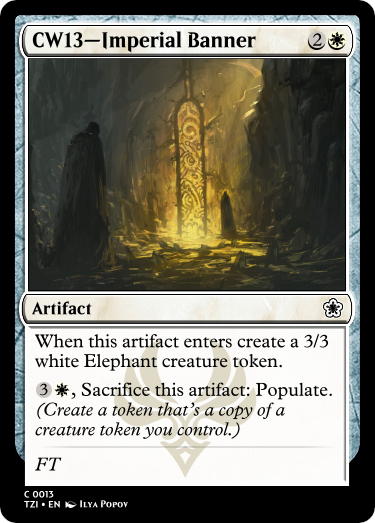 CW13—Imperial Banner 2
Artifact
When this artifact enters create a 3/3
white Elephant creature token.
3, Sacrifice this artifact: Populate.
(Create a token that's a copy of a
creature token you control.)
FT
C 0013
TZI • EN Ilya Popov